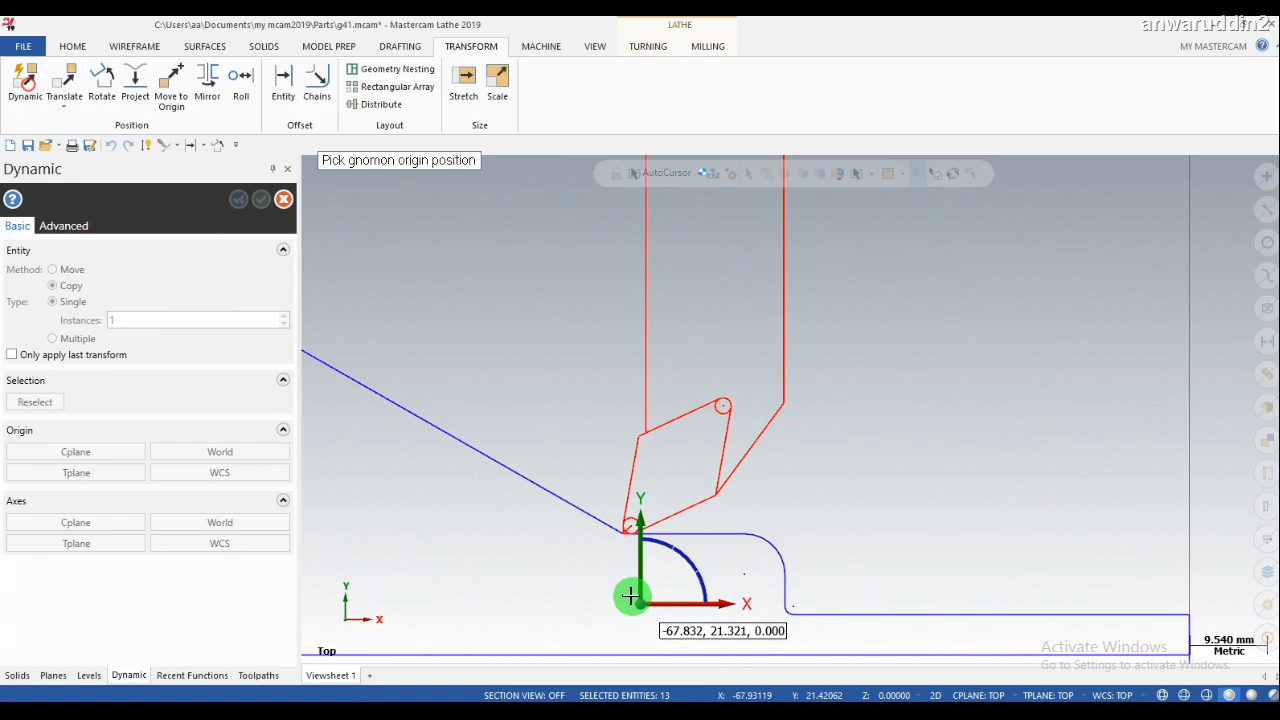 C:\Users\aa\Documents\my mcam2019\Parts\g41.mcam* - Mastercam Lathe 2019
LATHE
anwaruddin2
FILE HOME WIREFRAME SURFACES SOLIDS MODEL PREP DRAFTING TRANSFORM MACHINE VIEW TURNING MILLING MY MASTERCAM
Dynamic Translate Rotate Project Move to Origin Mirror Roll Entity Chains Geometry Nesting Stretch Scale
Rectangular Array
Distribute
Position Offset Layout Size
Dynamic
Pick gnomon origin position
AutoCursor
Basic Advanced
Entity
Method: Move
Copy
Type: Single
Instances: 1
Multiple
Only apply last transform
Selection
Reselect
Origin
Cplane World
Tplane WCS
Axes
Cplane World
Tplane WCS
Y
X
Y
X
-67.832, 21.321, 0.000
Top
9.540 mm
Metric
Activate Windows
Go to Settings to activate Windows.
Solids Planes Levels Dynamic Recent Functions Toolpaths Viewsheet 1 +
SECTION VIEW: OFF SELECTED ENTITIES: 13 X: -67.93119 Y: 21.42062 Z: 0.00000 2D CPLANE: TOP TPLANE: TOP WCS: TOP